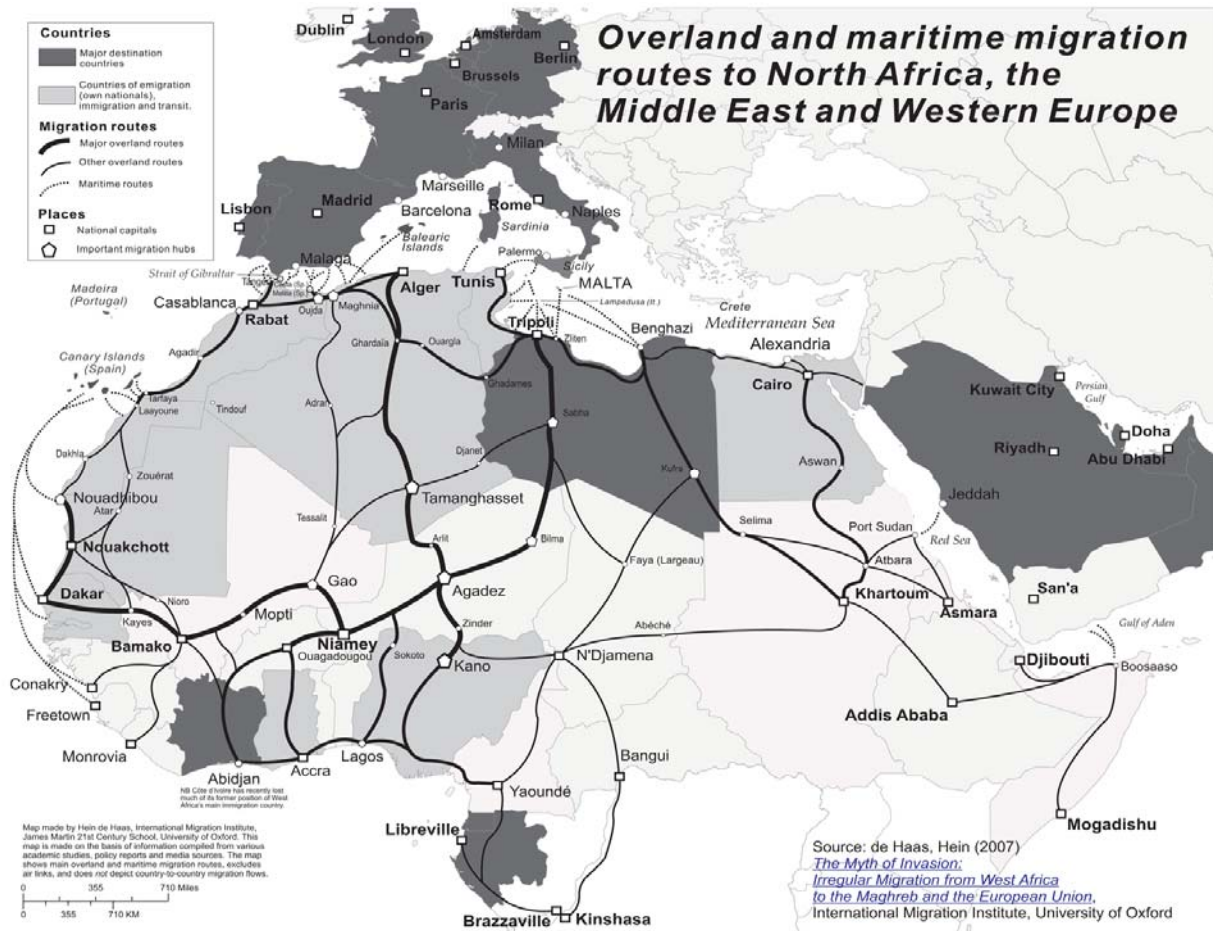 Overland and maritime migration
routes to North Africa, the
Middle East and Western Europe
Countries
Major destination
countries
Countries of emigration
(own nationals),
immigration and transit.
Migration routes
Major overland routes
Other overland routes
Maritime routes
Places
National capitals
Important migration hubs
Dublin
London
Amsterdam
Berlin
Brussels
Paris
Milan
Marseille
Madrid
Lisbon
Barcelona
Rome
Naples
Sardinia
Balearic
Islands
Palermo
Sicily
Malaga
Strait of Gibraltar
Tanger
Ceuta (Sp.)
Melilla (Sp.)
Madeira
(Portugal)
Casablanca
Rabat
Oujda
Maghnia
Alger
Tunis
MALTA
Lampedusa (It.)
Crete
Mediterranean Sea
Tripoli
Zliten
Benghazi
Alexandria
Cairo
Ghardaïa
Ouargla
Ghadames
Agadir
Canary Islands
(Spain)
Tarfaya
Laayoune
Tindouf
Adrar
Kuwait City
Persian
Gulf
Doha
Riyadh
Abu Dhabi
Sabha
Djanet
Dakhla
Zouérat
Kufra
Aswan
Jeddah
Nouadhibou
Atar
Tamanghasset
Tessalit
Selima
Port Sudan
Red Sea
Nouakchott
Arlit
Bilma
Faya (Largeau)
Atbara
Dakar
Nioro
Gao
Agadez
Khartoum
Asmara
San'a
Kayes
Mopti
Zinder
Abéché
Gulf of Aden
Bamako
Niamey
Ouagadougou
Sokoto
Kano
N'Djamena
Djibouti
Boosaaso
Conakry
Freetown
Addis Ababa
Monrovia
Abidjan
Accra
Lagos
Bangui
NB Côte d'Ivoire has recently lost
much of its former position of West
Africa's main immigration country.
Yaoundé
Libreville
Mogadishu
Brazzaville
Kinshasa
Map made by Hein de Haas, International Migration Institute,
James Martin 21st Century School, University of Oxford. This
map is made on the basis of information compiled from various
academic studies, policy reports and media sources. The map
shows main overland and maritime migration routes, excludes
air links, and does not depict country-to-country migration flows.
0 355 710 Miles
0 355 710 KM
Source: de Haas, Hein (2007)
The Myth of Invasion:
Irregular Migration from West Africa
to the Maghreb and the European Union,
International Migration Institute, University of Oxford